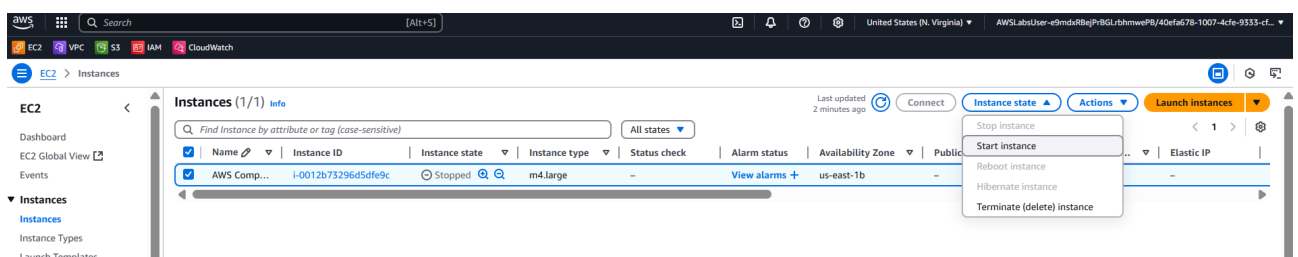 aws Search [Alt+S] United States (N. Virginia) ▼ AWSLabsUser-e9mdxRBejPrBGLrbhmwePB/40efa678-1007-4cfe-9333-cf... ▼
EC2 VPC S3 IAM CloudWatch
EC2 > Instances
EC2
Dashboard
EC2 Global View
Events
▼ Instances
Instances
Instance Types
Launch Templates
Instances (1/1) Info
Last updated
2 minutes ago
Connect Instance state ▲ Actions ▼ Launch instances ▼
Find Instance by attribute or tag (case-sensitive) All states ▼ < 1 >
Name Instance ID Instance state Instance type Status check Alarm status Availability Zone Public ... Elastic IP
AWS Comp... i-0012b73296d5dfe9c Stopped m4.large – View alarms + us-east-1b – –
Stop instance
Start instance
Reboot instance
Hibernate instance
Terminate (delete) instance